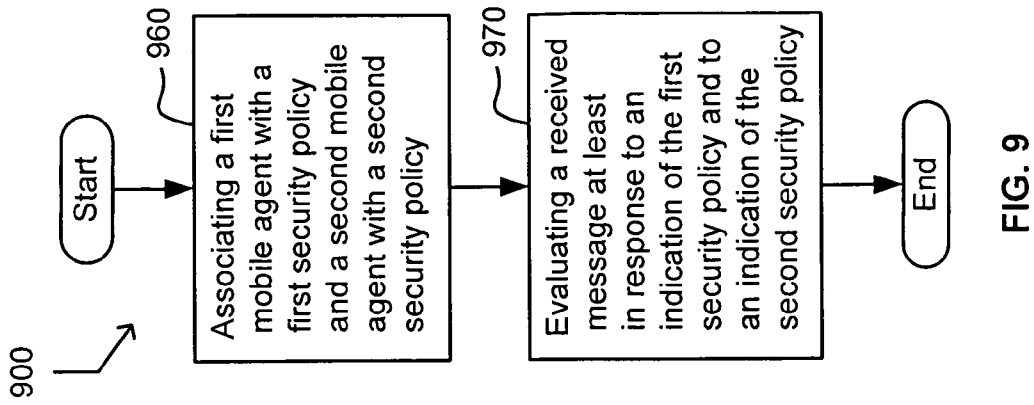 900
Start
960
Associating a first
mobile agent with a
first security policy
and a second mobile
agent with a second
security policy
970
Evaluating a received
message at least
in response to an
indication of the first
security policy and to
an indication of the
second security policy
End
FIG. 9